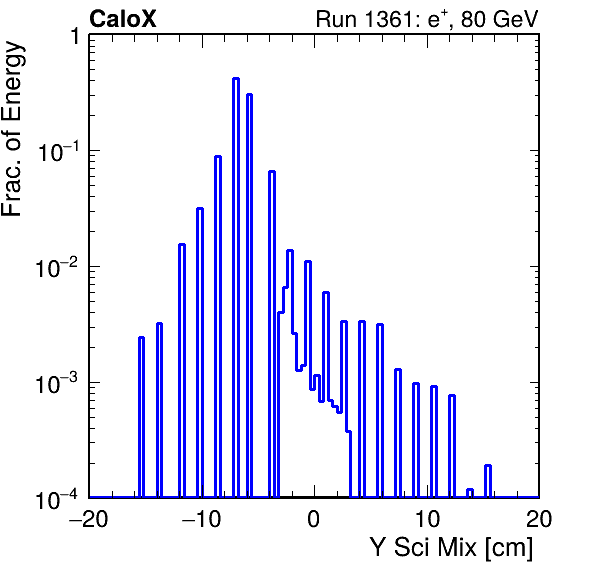 CaloX Run 1361: e⁺, 80 GeV
Frac. of Energy
1
10⁻¹
10⁻²
10⁻³
10⁻⁴
−20 −10 0 10 20
Y Sci Mix [cm]